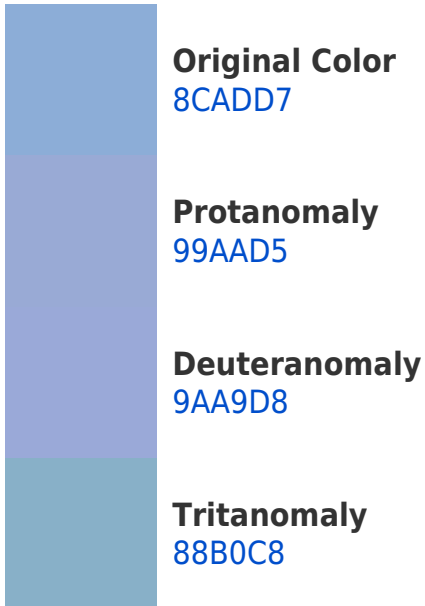 Original Color
8CADD7
Protanomaly
99AAD5
Deuteranomaly
9AA9D8
Tritanomaly
88B0C8